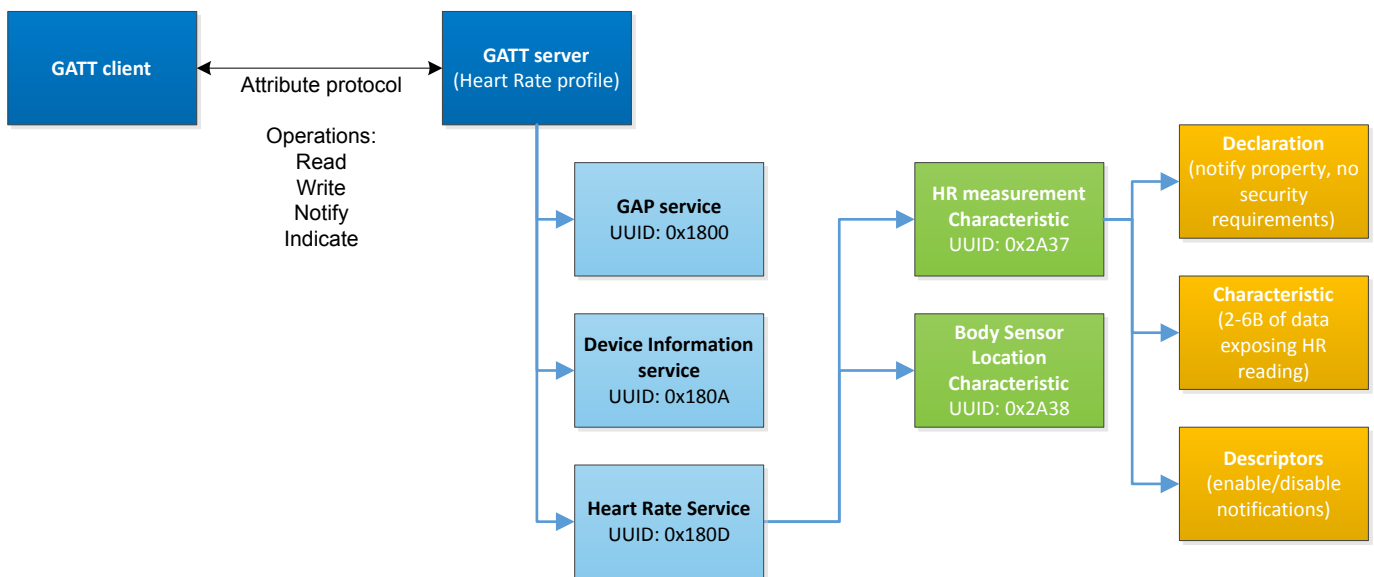 GATT client
Attribute protocol
Operations:
Read
Write
Notify
Indicate
GATT server
(Heart Rate profile)
GAP service
UUID: 0x1800
Device Information
service
UUID: 0x180A
Heart Rate Service
UUID: 0x180D
HR measurement
Characteristic
UUID: 0x2A37
Body Sensor
Location
Characteristic
UUID: 0x2A38
Declaration
(notify property, no
security
requirements)
Characteristic
(2-6B of data
exposing HR
reading)
Descriptors
(enable/disable
notifications)